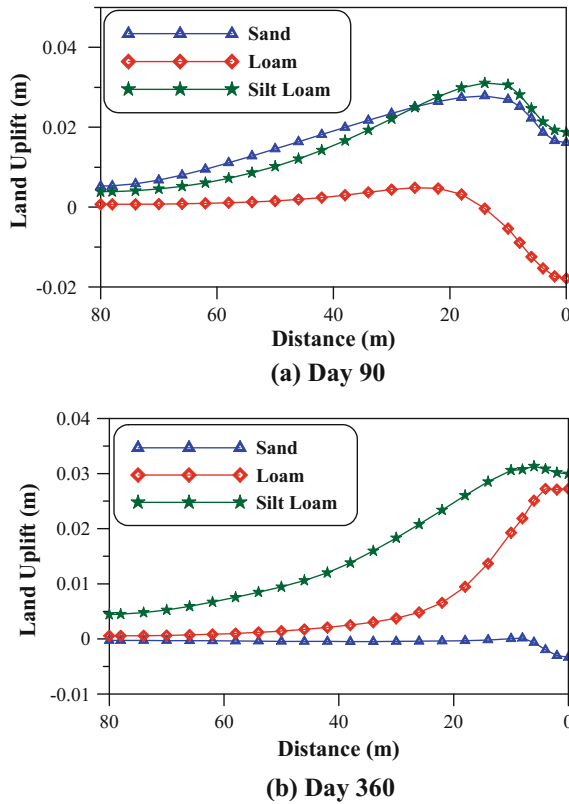 0.04
Sand
Loam
Silt Loam
0.02
0
-0.02
Land Uplift (m)
80 60 40 20 0
Distance (m)
(a) Day 90
0.04
Sand
Loam
Silt Loam
0.03
0.02
0.01
0
-0.01
Land Uplift (m)
80 60 40 20 0
Distance (m)
(b) Day 360